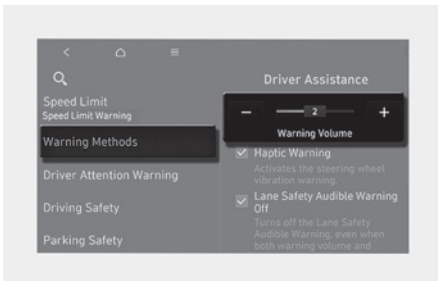 Driver Assistance
Speed Limit
Speed Limit Warning
Warning Methods
Driver Attention Warning
Driving Safety
Parking Safety
− 2 +
Warning Volume
Haptic Warning
Activates the steering wheel
vibration warning.
Lane Safety Audible Warning
Off
Turns off the Lane Safety
Audible Warning, even when
both warning volume and